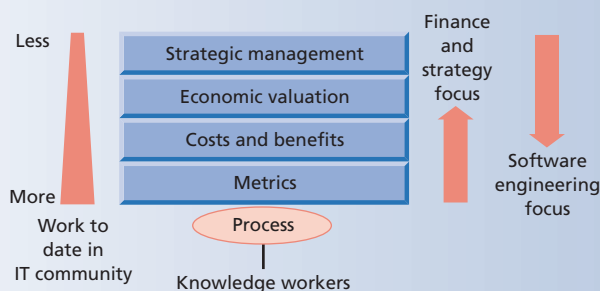 Less
More
Work to
date in
IT community
Strategic management
Economic valuation
Costs and benefits
Metrics
Process
Knowledge workers
Finance
and
strategy
focus
Software
engineering
focus